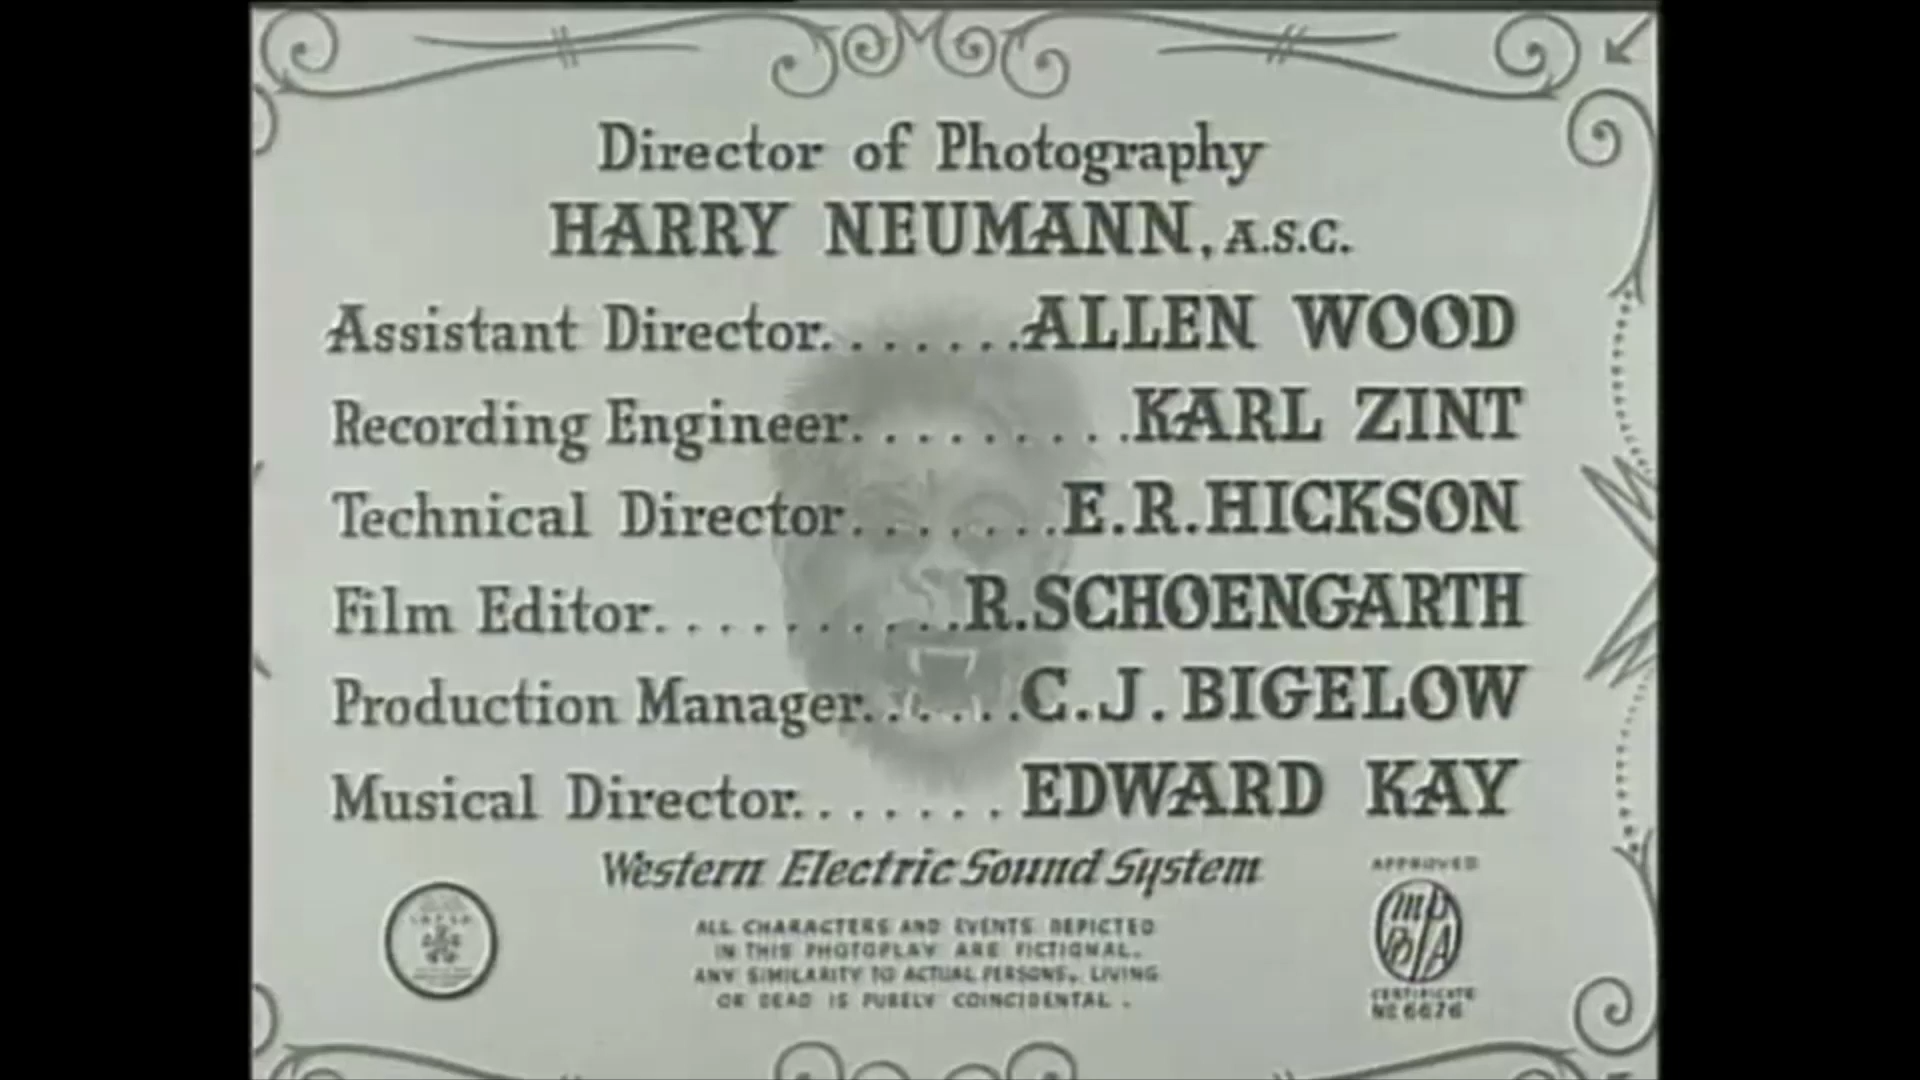 Director of Photography
HARRY NEUMANN, A.S.C.
Assistant Director.......ALLEN WOOD
Recording Engineer..........KARL ZINT
Technical Director.......E.R.HICKSON
Film Editor...........R.SCHOENGARTH
Production Manager......C.J.BIGELOW
Musical Director.......EDWARD KAY
Western Electric Sound System
ALL CHARACTERS AND EVENTS DEPICTED
IN THIS PHOTOPLAY ARE FICTIONAL.
ANY SIMILARITY TO ACTUAL PERSONS, LIVING
OR DEAD IS PURELY COINCIDENTAL.
APPROVED
MPPDA
CERTIFICATE